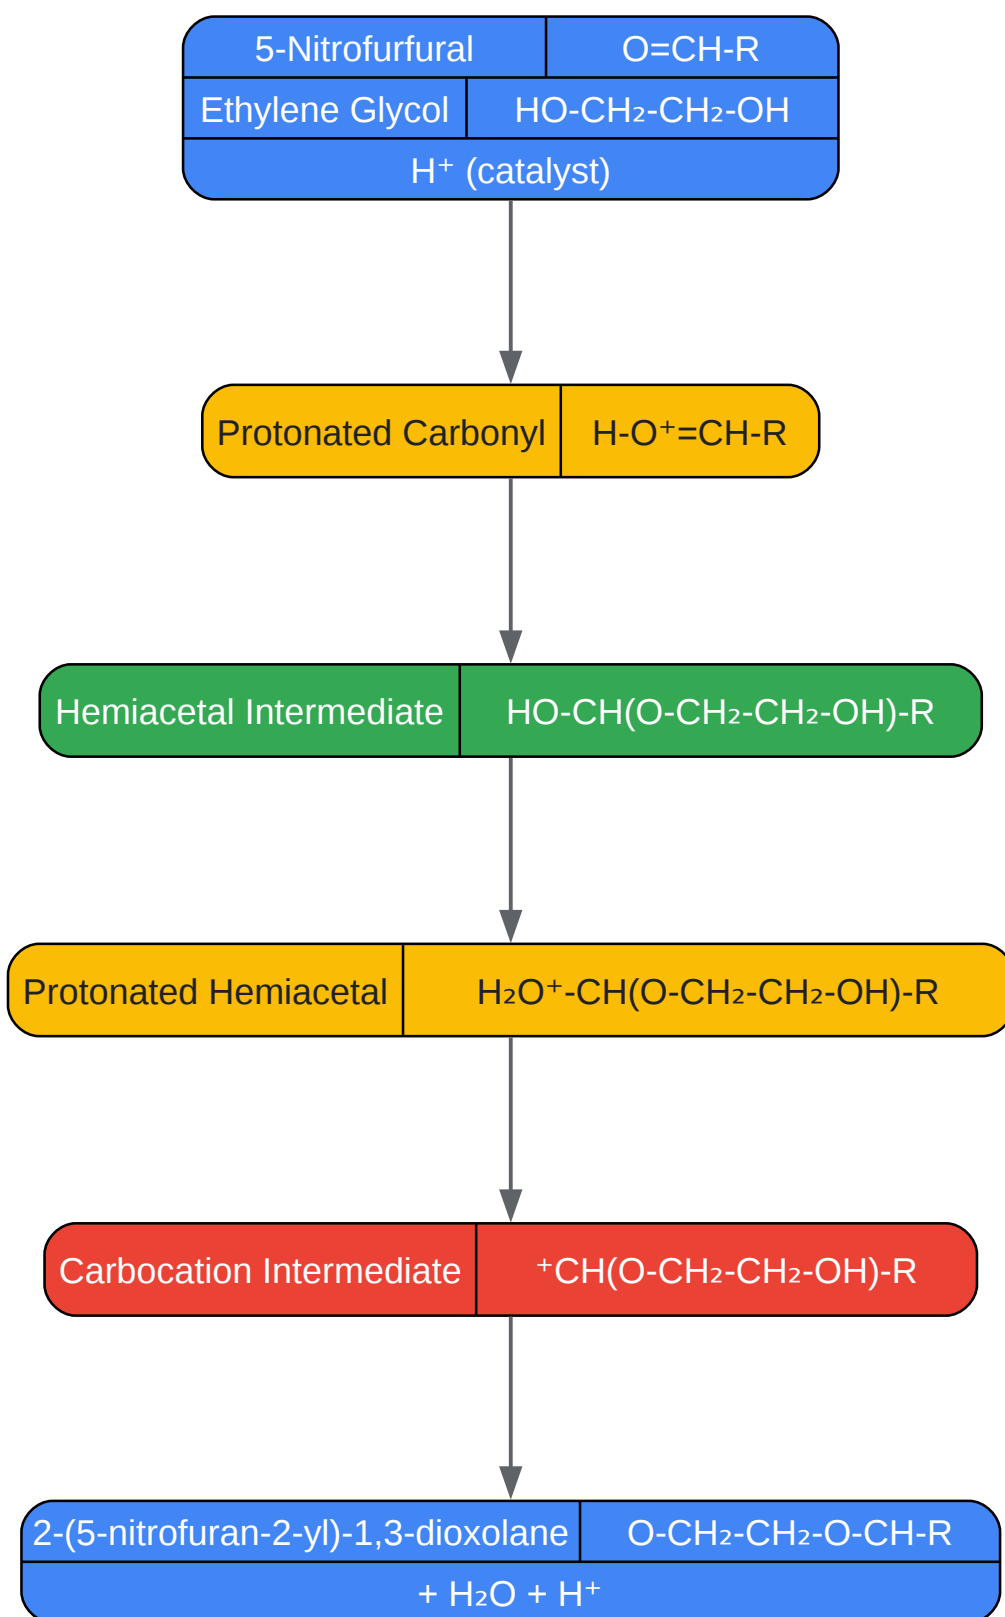 5-Nitrofurfural O=CH-R
Ethylene Glycol HO-CH₂-CH₂-OH
H⁺ (catalyst)
Protonated Carbonyl H-O⁺=CH-R
Hemiacetal Intermediate HO-CH(O-CH₂-CH₂-OH)-R
Protonated Hemiacetal H₂O⁺-CH(O-CH₂-CH₂-OH)-R
Carbocation Intermediate ⁺CH(O-CH₂-CH₂-OH)-R
2-(5-nitrofuran-2-yl)-1,3-dioxolane O-CH₂-CH₂-O-CH-R
+ H₂O + H⁺